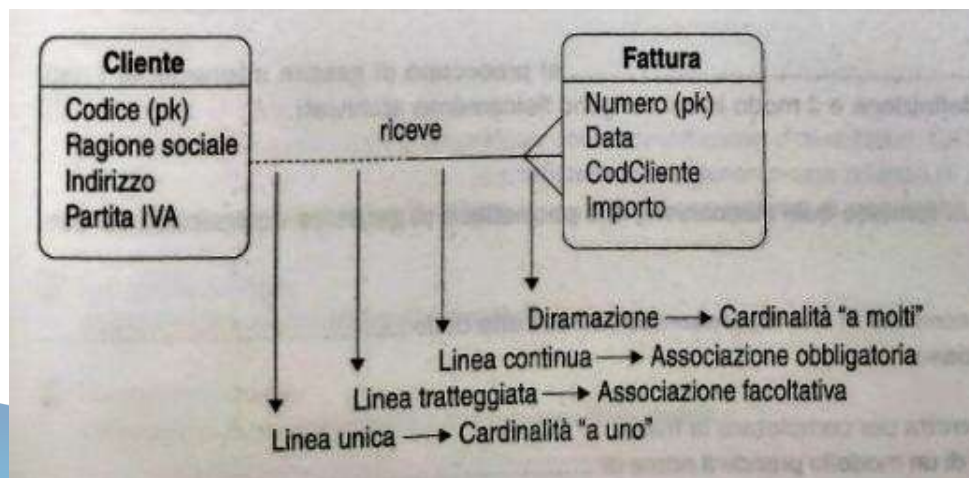 Cliente
Codice (pk)
Ragione sociale
Indirizzo
Partita IVA
riceve
Fattura
Numero (pk)
Data
CodCliente
Importo
Diramazione → Cardinalità “a molti”
Linea continua → Associazione obbligatoria
Linea tratteggiata → Associazione facoltativa
Linea unica → Cardinalità “a uno”